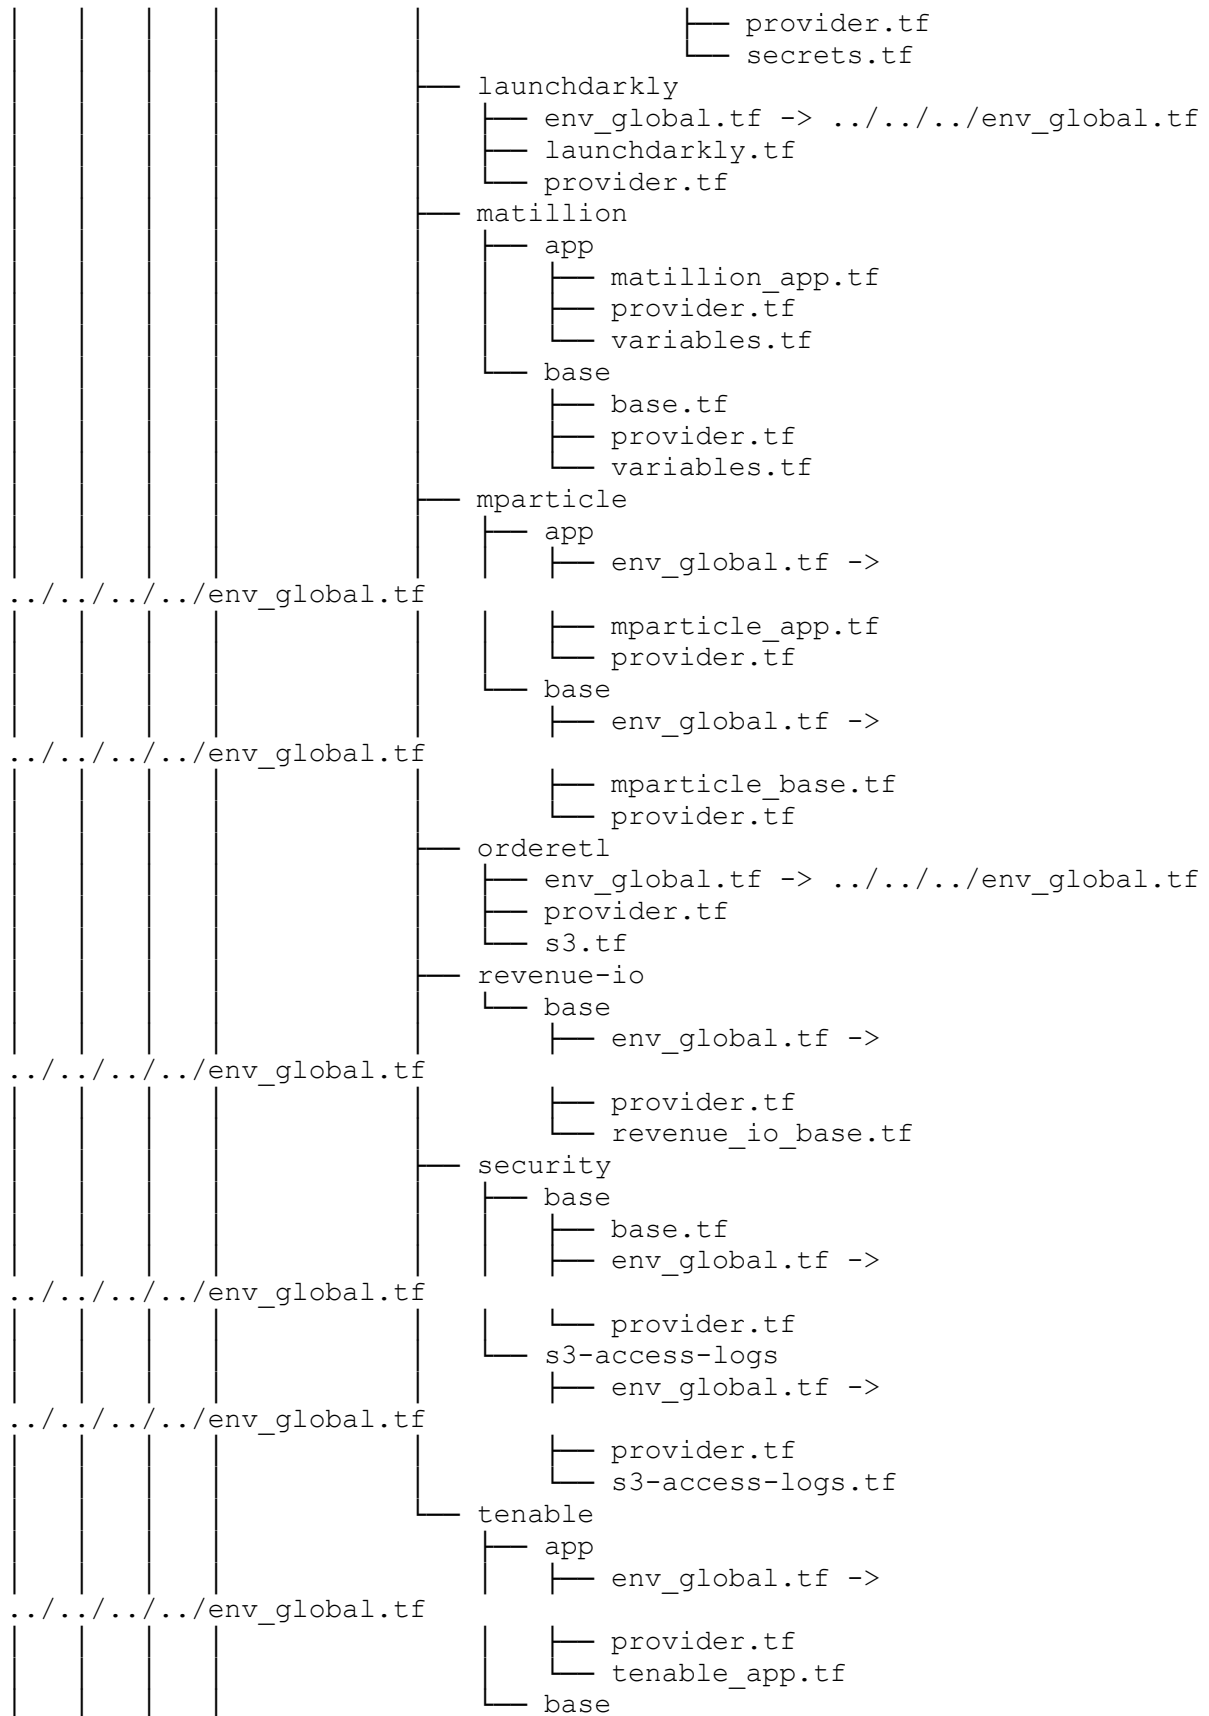 │   │   │   │           │               ├── provider.tf
│   │   │   │           │               └── secrets.tf
│   │   │   │           ├── launchdarkly
│   │   │   │           │   ├── env_global.tf -> ../../../env_global.tf
│   │   │   │           │   ├── launchdarkly.tf
│   │   │   │           │   └── provider.tf
│   │   │   │           ├── matillion
│   │   │   │           │   ├── app
│   │   │   │           │   │   ├── matillion_app.tf
│   │   │   │           │   │   ├── provider.tf
│   │   │   │           │   │   └── variables.tf
│   │   │   │           │   └── base
│   │   │   │           │       ├── base.tf
│   │   │   │           │       ├── provider.tf
│   │   │   │           │       └── variables.tf
│   │   │   │           ├── mparticle
│   │   │   │           │   ├── app
│   │   │   │           │   │   ├── env_global.tf ->
../../../../env_global.tf
│   │   │   │           │   │   ├── mparticle_app.tf
│   │   │   │           │   │   └── provider.tf
│   │   │   │           │   └── base
│   │   │   │           │       ├── env_global.tf ->
../../../../env_global.tf
│   │   │   │           │       ├── mparticle_base.tf
│   │   │   │           │       └── provider.tf
│   │   │   │           ├── orderetl
│   │   │   │           │   ├── env_global.tf -> ../../../env_global.tf
│   │   │   │           │   ├── provider.tf
│   │   │   │           │   └── s3.tf
│   │   │   │           ├── revenue-io
│   │   │   │           │   └── base
│   │   │   │           │       ├── env_global.tf ->
../../../../env_global.tf
│   │   │   │           │       ├── provider.tf
│   │   │   │           │       └── revenue_io_base.tf
│   │   │   │           ├── security
│   │   │   │           │   ├── base
│   │   │   │           │   │   ├── base.tf
│   │   │   │           │   │   ├── env_global.tf ->
../../../../env_global.tf
│   │   │   │           │   │   └── provider.tf
│   │   │   │           │   └── s3-access-logs
│   │   │   │           │       ├── env_global.tf ->
../../../../env_global.tf
│   │   │   │           │       ├── provider.tf
│   │   │   │           │       └── s3-access-logs.tf
│   │   │   │           └── tenable
│   │   │   │               ├── app
│   │   │   │               │   ├── env_global.tf ->
../../../../env_global.tf
│   │   │   │               │   ├── provider.tf
│   │   │   │               │   └── tenable_app.tf
│   │   │   │               └── base